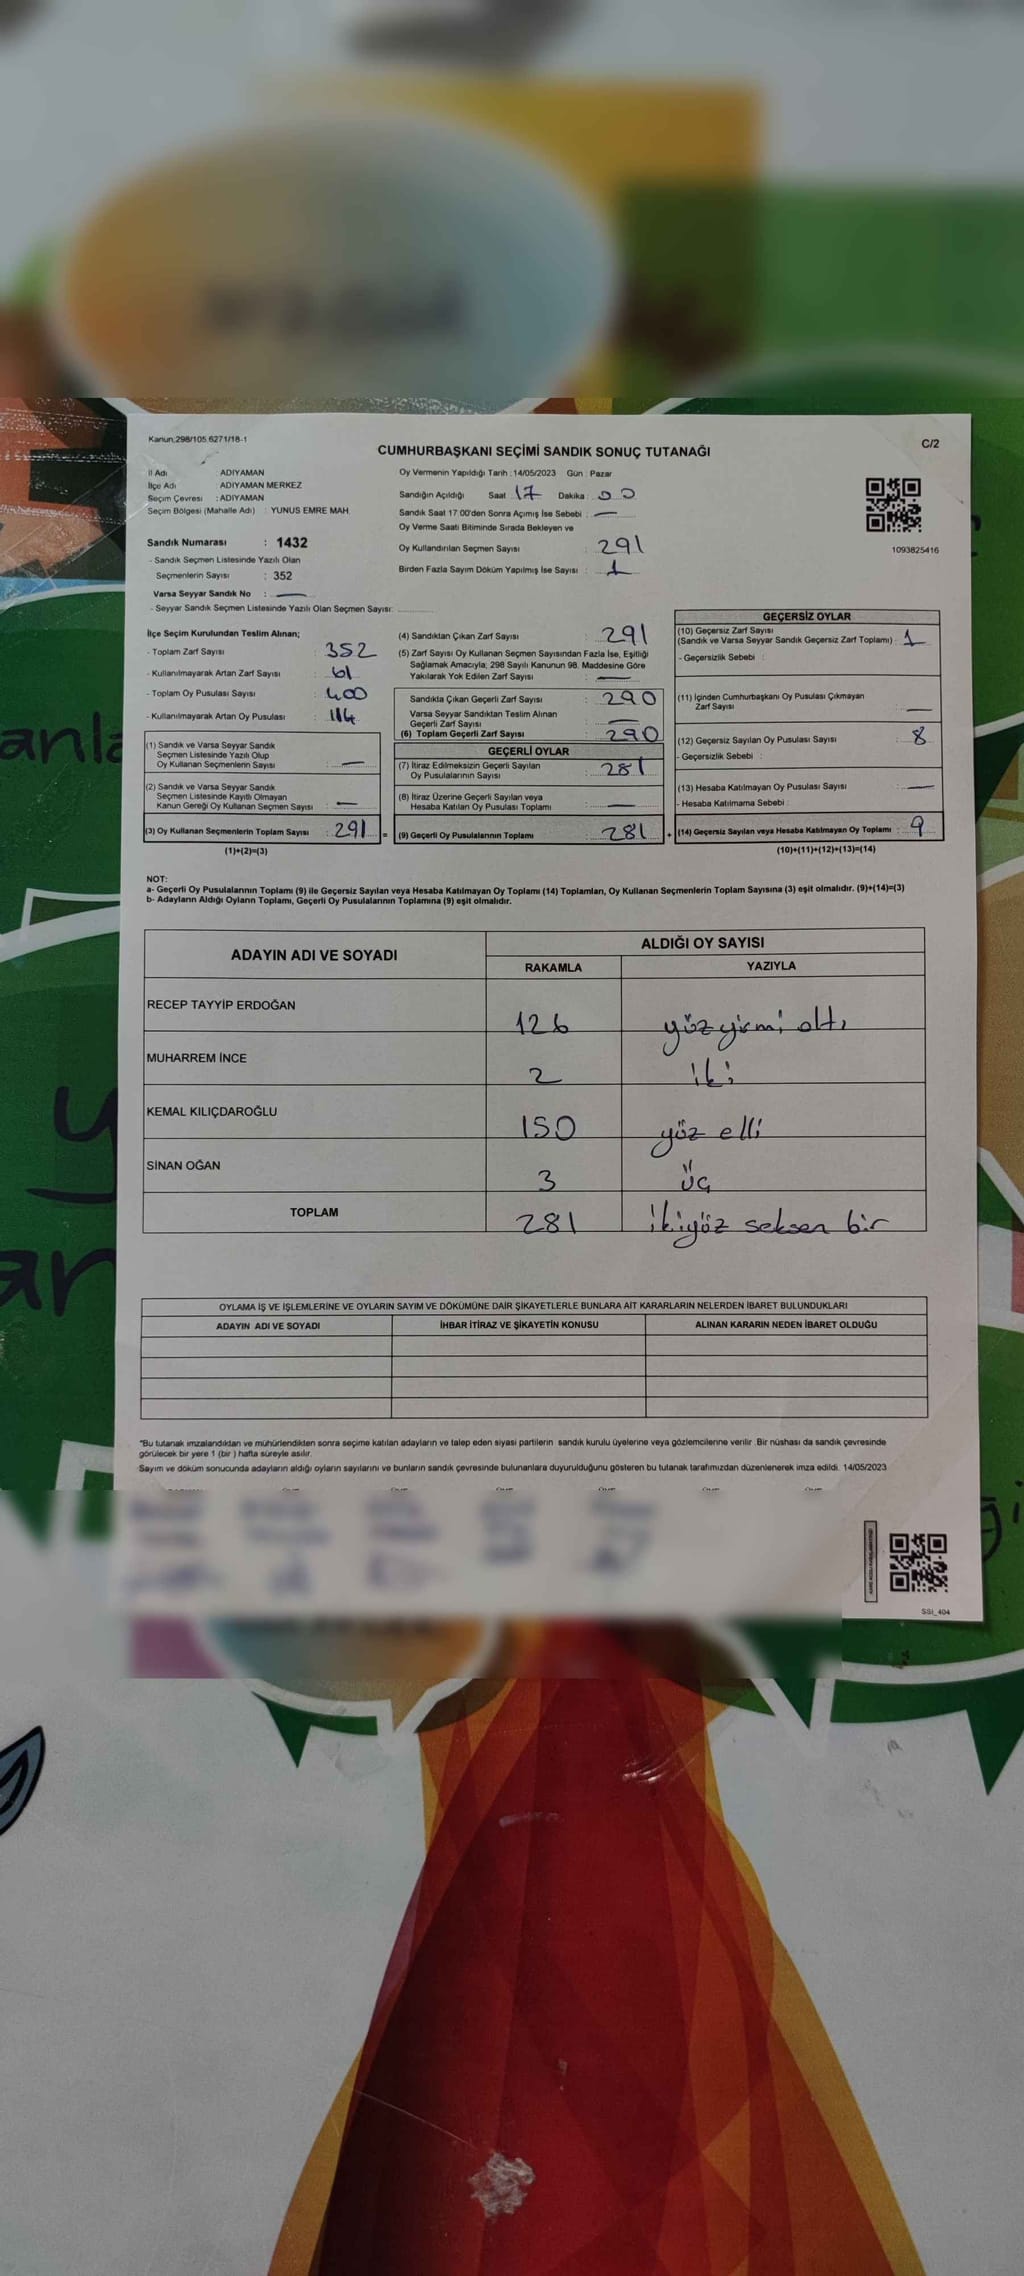 Kanun.298/105.6271/18-1
C/2
CUMHURBAŞKANI SEÇİMİ SANDIK SONUÇ TUTANAĞI
İl Adı : ADIYAMAN
İlçe Adı : ADIYAMAN MERKEZ
Seçim Çevresi : ADIYAMAN
Seçim Bölgesi (Mahalle Adı) : YUNUS EMRE MAH.
Sandık Numarası : 1432
- Sandık Seçmen Listesinde Yazılı Olan
Seçmenlerin Sayısı : 352
Varsa Seyyar Sandık No : —
- Seyyar Sandık Seçmen Listesinde Yazılı Olan Seçmen Sayısı:
Oy Vermenin Yapıldığı Tarih :14/05/2023 Gün : Pazar
Sandığın Açıldığı Saat 17 Dakika : 00
Sandık Saat 17:00'den Sonra Açımış İse Sebebi : —
Oy Verme Saati Bitiminde Sırada Bekleyen ve
Oy Kullandırılan Seçmen Sayısı : 291
Birden Fazla Sayım Döküm Yapılmış İse Sayısı : 1
1093825416
İlçe Seçim Kurulundan Teslim Alınan;
- Toplam Zarf Sayısı : 352
- Kullanılmayarak Artan Zarf Sayısı : 61
- Toplam Oy Pusulası Sayısı : 400
- Kullanılmayarak Artan Oy Pusulası : 114
(1) Sandık ve Varsa Seyyar Sandık
Seçmen Listesinde Yazılı Olup
Oy Kullanan Seçmenlerin Sayısı : —
(2) Sandık ve Varsa Seyyar Sandık
Seçmen Listesinde Kayıtlı Olmayan
Kanun Gereği Oy Kullanan Seçmen Sayısı : —
(3) Oy Kullanan Seçmenlerin Toplam Sayısı : 291 =
(1)+(2)=(3)
(4) Sandıktan Çıkan Zarf Sayısı : 291
(5) Zarf Sayısı Oy Kullanan Seçmen Sayısından Fazla İse, Eşitliği
Sağlamak Amacıyla; 298 Sayılı Kanunun 98. Maddesine Göre
Yakılarak Yok Edilen Zarf Sayısı : —
Sandıkta Çıkan Geçerli Zarf Sayısı : 290
Varsa Seyyar Sandıktan Teslim Alınan
Geçerli Zarf Sayısı : —
(6) Toplam Geçerli Zarf Sayısı : 290
GEÇERLİ OYLAR
(7) İtiraz Edilmeksizin Geçerli Sayılan
Oy Pusulalarının Sayısı : 281
(8) İtiraz Üzerine Geçerli Sayılan veya
Hesaba Katılan Oy Pusulası Toplamı : —
(9) Geçerli Oy Pusulalarının Toplamı : 281 +
GEÇERSİZ OYLAR
(10) Geçersiz Zarf Sayısı
(Sandık ve Varsa Seyyar Sandık Geçersiz Zarf Toplamı) : 1
- Geçersizlik Sebebi :
(11) İçinden Cumhurbaşkanı Oy Pusulası Çıkmayan
Zarf Sayısı : —
(12) Geçersiz Sayılan Oy Pusulası Sayısı : 8
- Geçersizlik Sebebi :
(13) Hesaba Katılmayan Oy Pusulası Sayısı : —
- Hesaba Katılmama Sebebi :
(14) Geçersiz Sayılan veya Hesaba Katılmayan Oy Toplamı : 9
(10)+(11)+(12)+(13)=(14)
NOT:
a- Geçerli Oy Pusulalarının Toplamı (9) ile Geçersiz Sayılan veya Hesaba Katılmayan Oy Toplamı (14) Toplamları, Oy Kullanan Seçmenlerin Toplam Sayısına (3) eşit olmalıdır. (9)+(14)=(3)
b- Adayların Aldığı Oyların Toplamı, Geçerli Oy Pusulalarının Toplamına (9) eşit olmalıdır.
ADAYIN ADI VE SOYADI ALDIĞI OY SAYISI
RAKAMLA YAZIYLA
RECEP TAYYİP ERDOĞAN 126 yüzyirmi altı
MUHARREM İNCE 2 iki
KEMAL KILIÇDAROĞLU 150 yüz elli
SİNAN OĞAN 3 üç
TOPLAM 281 ikiyüz seksen bir
OYLAMA İŞ VE İŞLEMLERİNE VE OYLARIN SAYIM VE DÖKÜMÜNE DAİR ŞİKAYETLERLE BUNLARA AİT KARARLARIN NELERDEN İBARET BULUNDUKLARI
ADAYIN ADI VE SOYADI İHBAR İTİRAZ VE ŞİKAYETİN KONUSU ALINAN KARARIN NEDEN İBARET OLDUĞU
*Bu tutanak imzalandıktan ve mühürlendikten sonra seçime katılan adayların ve talep eden siyasi partilerin sandık kurulu üyelerine veya gözlemcilerine verilir. Bir nüshası da sandık çevresinde
görülecek bir yere 1 (bir ) hafta süreyle asılır.
Sayım ve döküm sonucunda adayların aldığı oyların sayılarını ve bunların sandık çevresinde bulunanlara duyurulduğunu gösteren bu tutanak tarafımızdan düzenlenerek imza edildi. 14/05/2023
SSİ_404